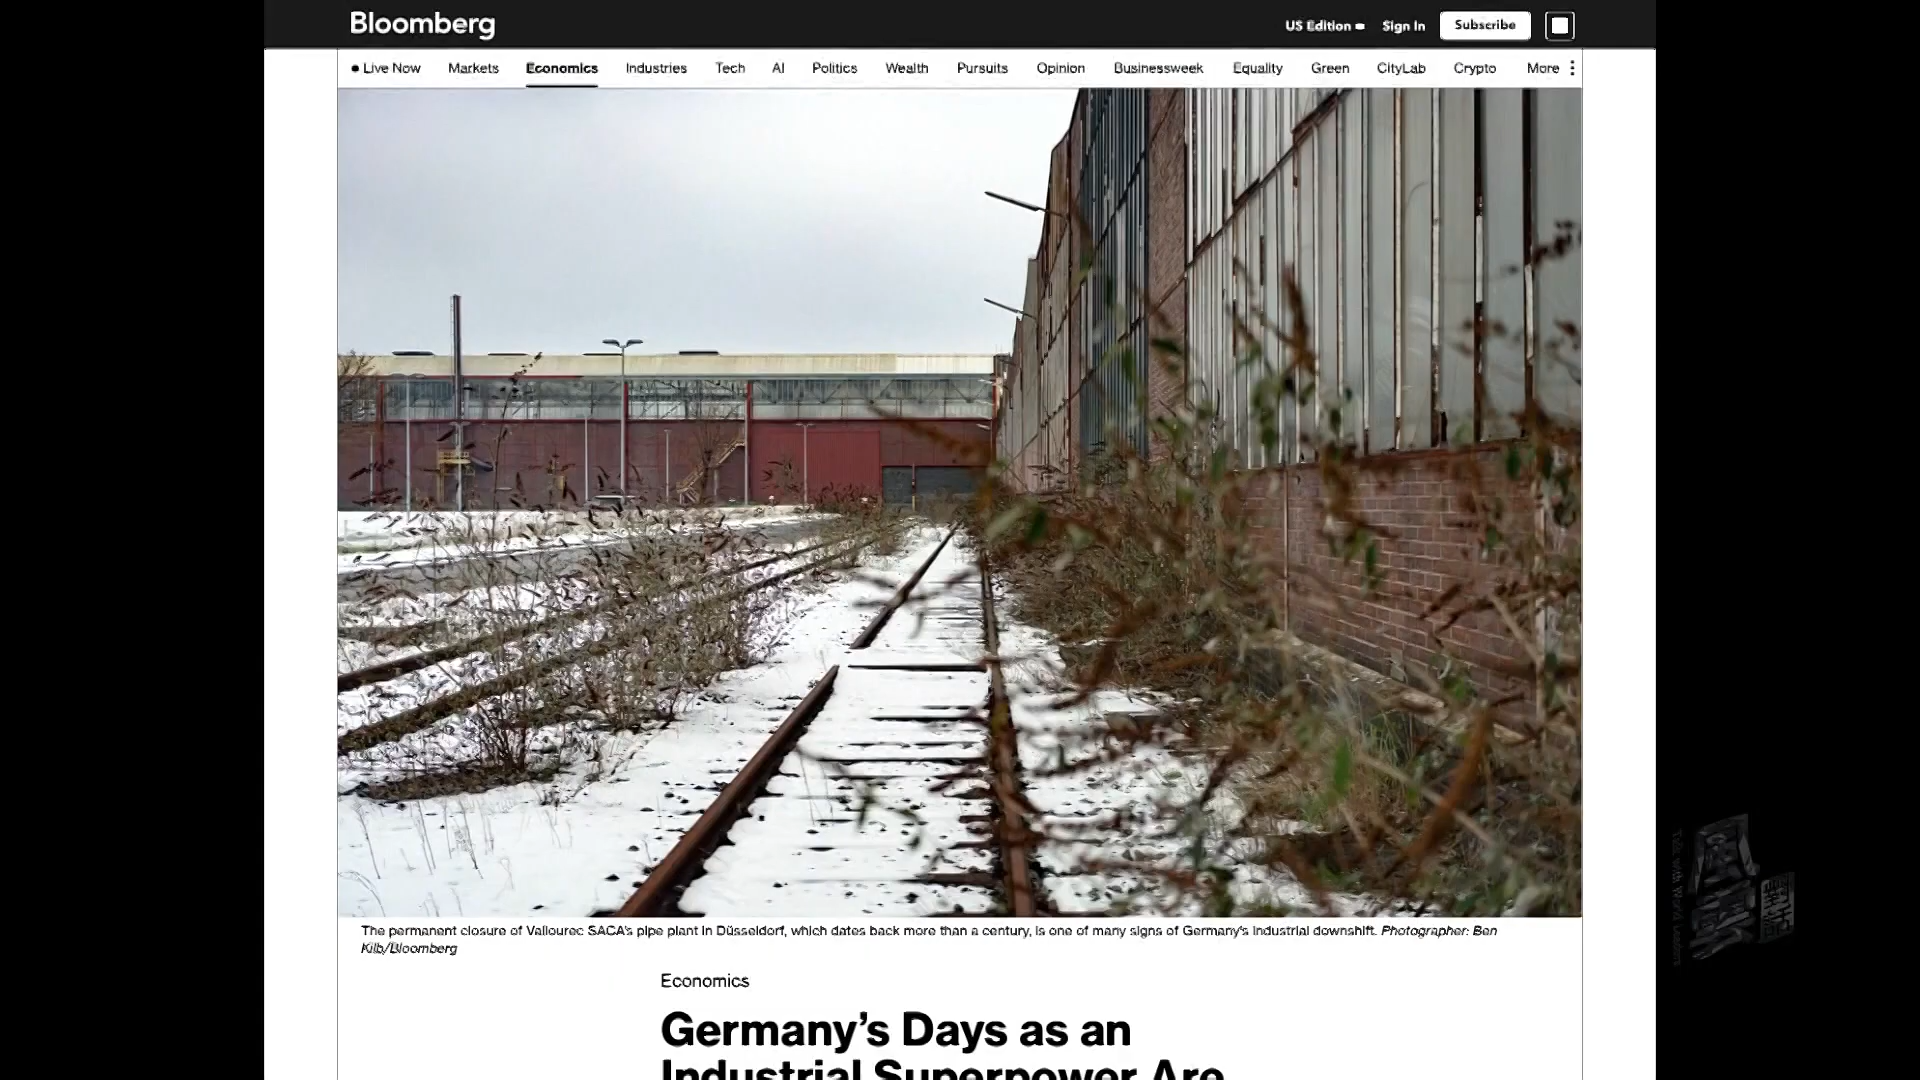 Bloomberg
US Edition
Sign In
Subscribe
Live Now
Markets
Economics
Industries
Tech
AI
Politics
Wealth
Pursuits
Opinion
Businessweek
Equality
Green
CityLab
Crypto
More
The permanent closure of Vallourec SACA's pipe plant in Düsseldorf, which dates back more than a century, is one of many signs of Germany's industrial downshift. Photographer: Ben
Kilb/Bloomberg
Economics
Germany's Days as an
Industrial Superpower Are